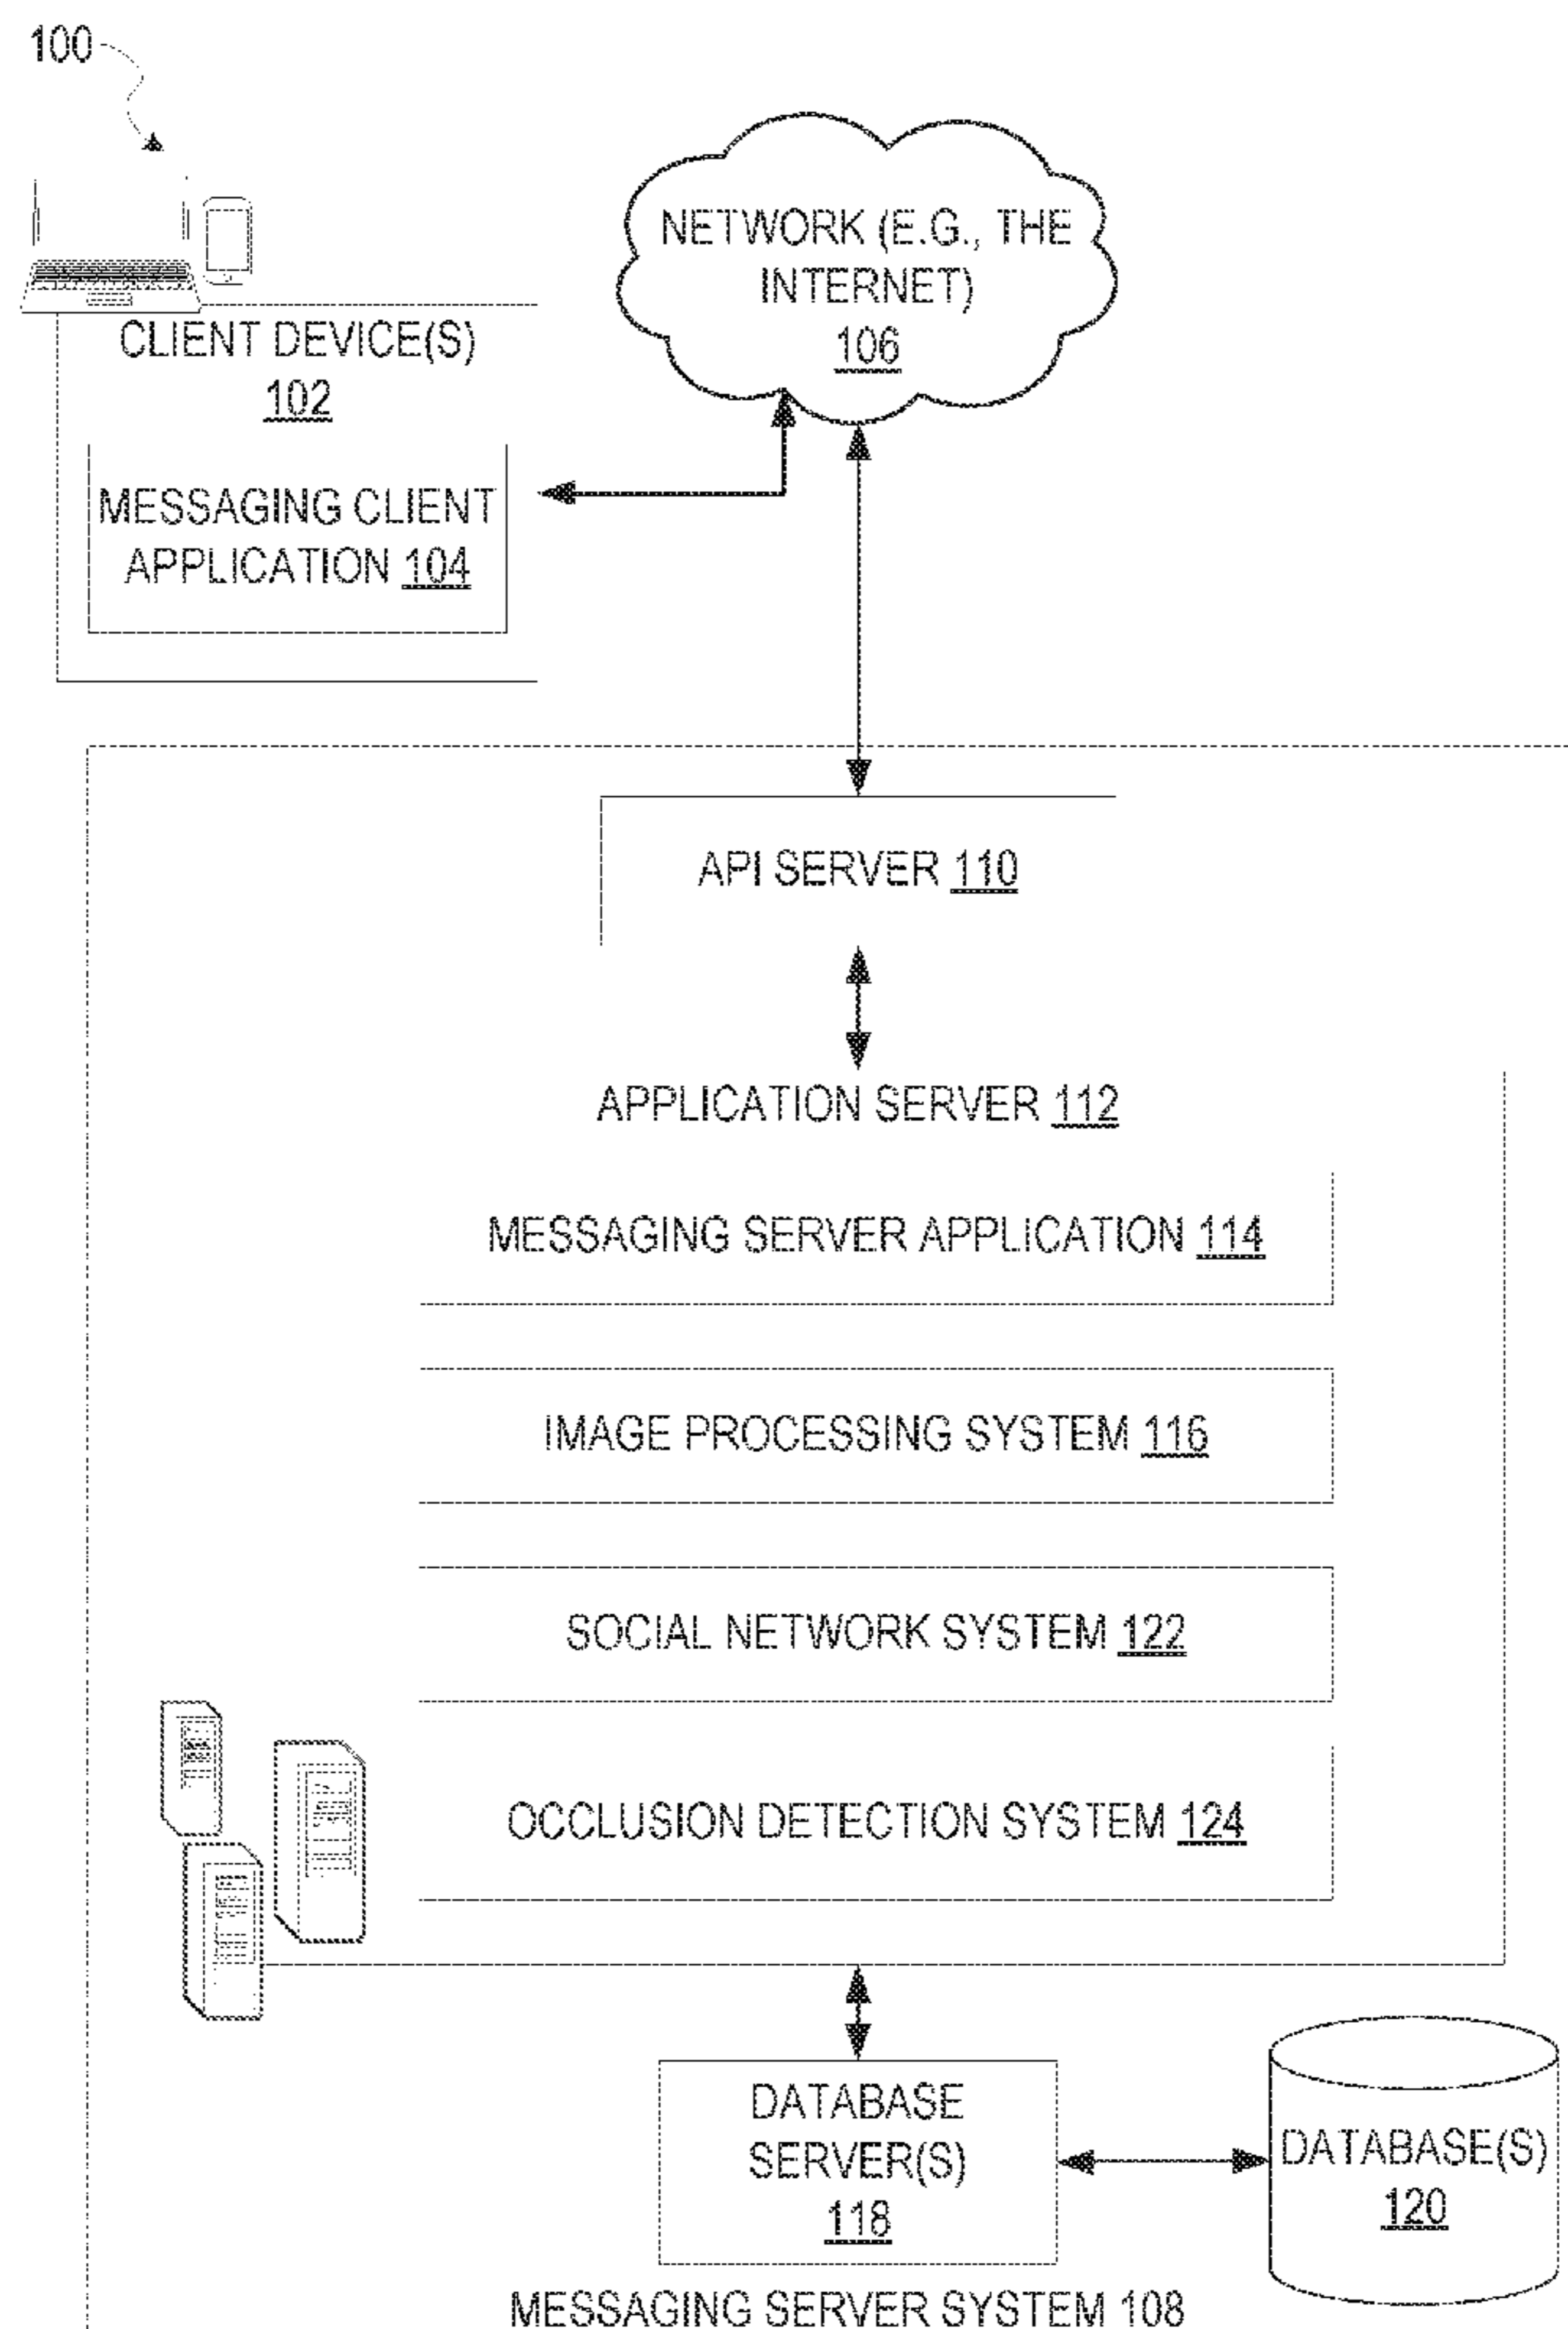 100
NETWORK (E.G., THE
INTERNET)
106
CLIENT DEVICE(S)
102
MESSAGING CLIENT
APPLICATION 104
API SERVER 110
APPLICATION SERVER 112
MESSAGING SERVER APPLICATION 114
IMAGE PROCESSING SYSTEM 116
SOCIAL NETWORK SYSTEM 122
OCCLUSION DETECTION SYSTEM 124
DATABASE
SERVER(S)
118
DATABASE(S)
120
MESSAGING SERVER SYSTEM 108